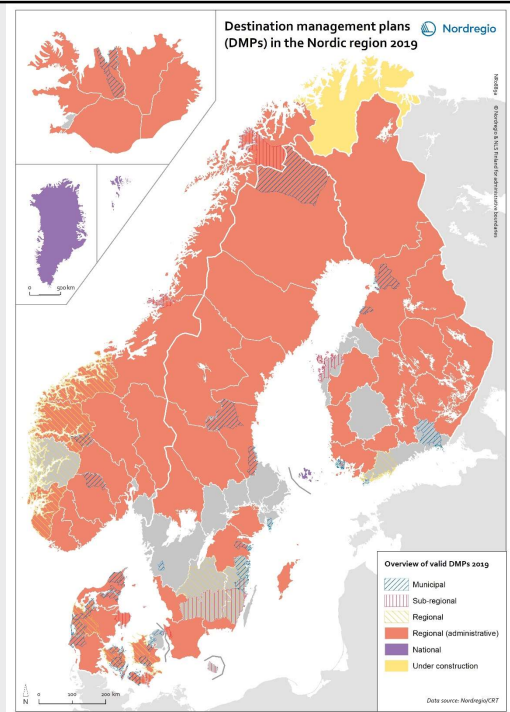 Destination management plans
(DMPs) in the Nordic region 2019
Nordregio
© Nordregio & NLS Finland for administrative boundaries
0 500 km
Overview of valid DMPs 2019
Municipal
Sub-regional
Regional
Regional (administrative)
National
Under construction
Data source: Nordregio/CRT
N
0 100 200 km